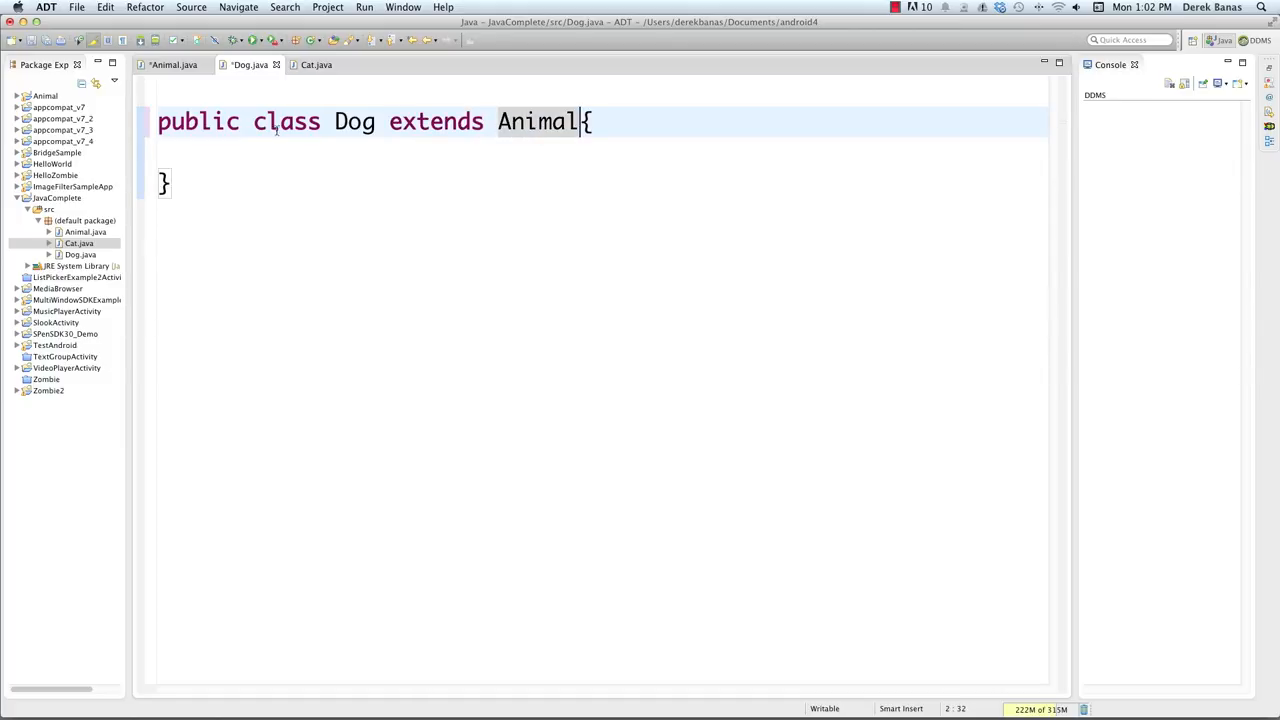 ADT File Edit Refactor Source Navigate Search Project Run Window Help 10 Mon 1:02 PM Derek Banas
Java - JavaComplete/src/Dog.java - ADT - /Users/derekbanas/Documents/android4
Quick Access Java DDMS
Package Exp
*Animal.java *Dog.java Cat.java
Console
DDMS
Animal
appcompat_v7
appcompat_v7_2
appcompat_v7_3
appcompat_v7_4
BridgeSample
HelloWorld
HelloZombie
ImageFilterSampleApp
JavaComplete
src
(default package)
Animal.java
Cat.java
Dog.java
JRE System Library [Ja
ListPickerExample2Activi
MediaBrowser
MultiWindowSDKExample
MusicPlayerActivity
SlookActivity
SPenSDK30_Demo
TestAndroid
TextGroupActivity
VideoPlayerActivity
Zombie
Zombie2
public class Dog extends Animal{
}
Writable Smart Insert 2 : 32 222M of 315M